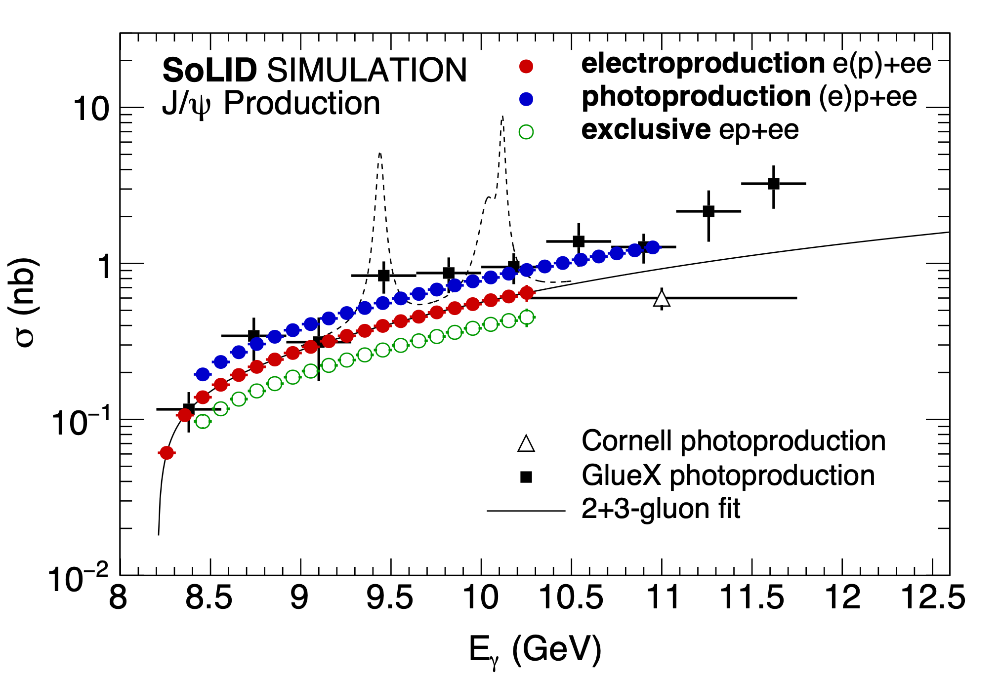 SoLID SIMULATION
J/ψ Production
electroproduction e(p)+ee
photoproduction (e)p+ee
exclusive ep+ee
10
1
10⁻¹
10⁻²
σ (nb)
Cornell photoproduction
GlueX photoproduction
2+3-gluon fit
8 8.5 9 9.5 10 10.5 11 11.5 12 12.5
Eᵧ (GeV)